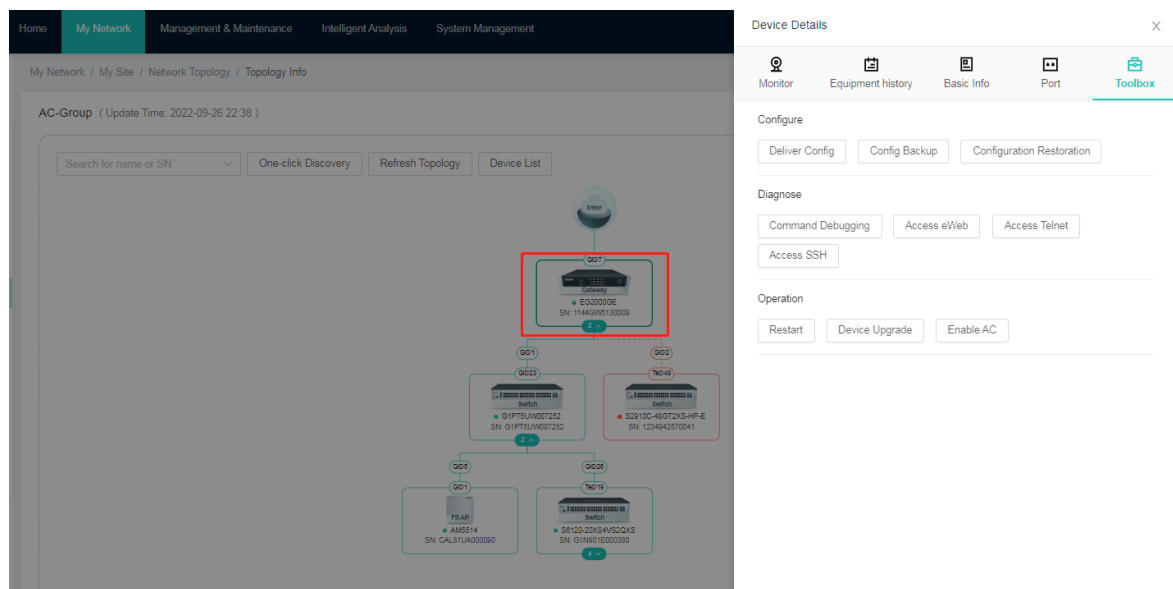 Home My Network Management & Maintenance Intelligent Analysis System Management
My Network / My Site / Network Topology / Topology Info
AC-Group ( Update Time: 2022-09-26 22:38 )
Search for name or SN One-click Discovery Refresh Topology Device List
Inter
GI0/7
Gateway
EG2000GE
SN: 1144GW5130009
2
GI0/1 GI0/2
GI0/23 Te0/49
Switch Switch
G1PT5UW007252 S2910C-48GT2XS-HP-E
SN: G1PT5UW007252 SN: 1234942570041
2
GI0/5 GI0/26
GI0/1 Te0/19
Fit AP Switch
AM5514 S6120-20XS4VS2QXS
SN: CAL31UA000090 SN: G1N901E000380
4
Device Details
Monitor Equipment history Basic Info Port Toolbox
Configure
Deliver Config Config Backup Configuration Restoration
Diagnose
Command Debugging Access eWeb Access Telnet
Access SSH
Operation
Restart Device Upgrade Enable AC